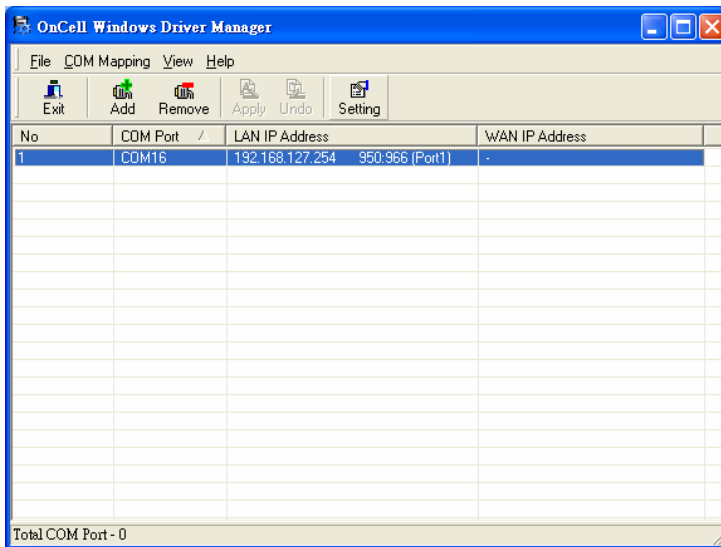 OnCell Windows Driver Manager
File COM Mapping View Help
Exit Add Remove Apply Undo Setting
No COM Port LAN IP Address WAN IP Address
1 COM16 192.168.127.254 950:966 (Port1) -
Total COM Port - 0